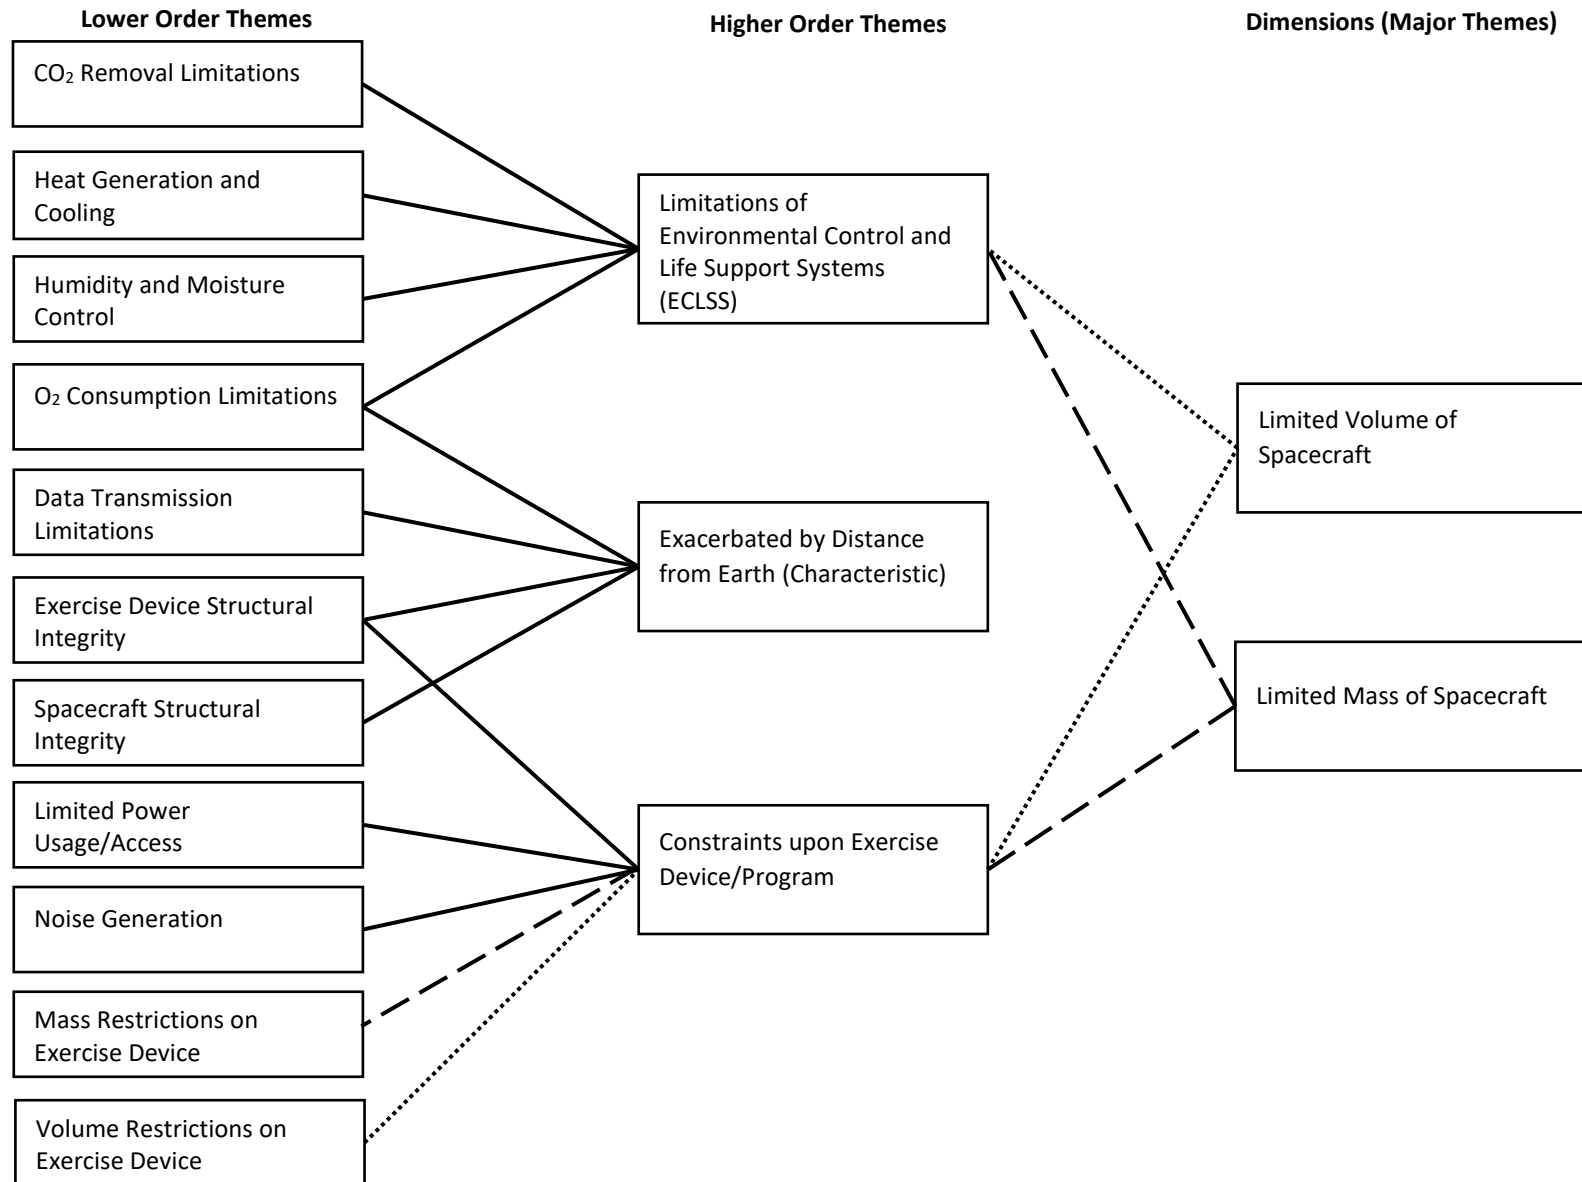 Lower Order Themes
Higher Order Themes
Dimensions (Major Themes)
CO₂ Removal Limitations
Heat Generation and
Cooling
Humidity and Moisture
Control
O₂ Consumption Limitations
Data Transmission
Limitations
Exercise Device Structural
Integrity
Spacecraft Structural
Integrity
Limited Power
Usage/Access
Noise Generation
Mass Restrictions on
Exercise Device
Volume Restrictions on
Exercise Device
Limitations of
Environmental Control and
Life Support Systems
(ECLSS)
Exacerbated by Distance
from Earth (Characteristic)
Constraints upon Exercise
Device/Program
Limited Volume of
Spacecraft
Limited Mass of Spacecraft